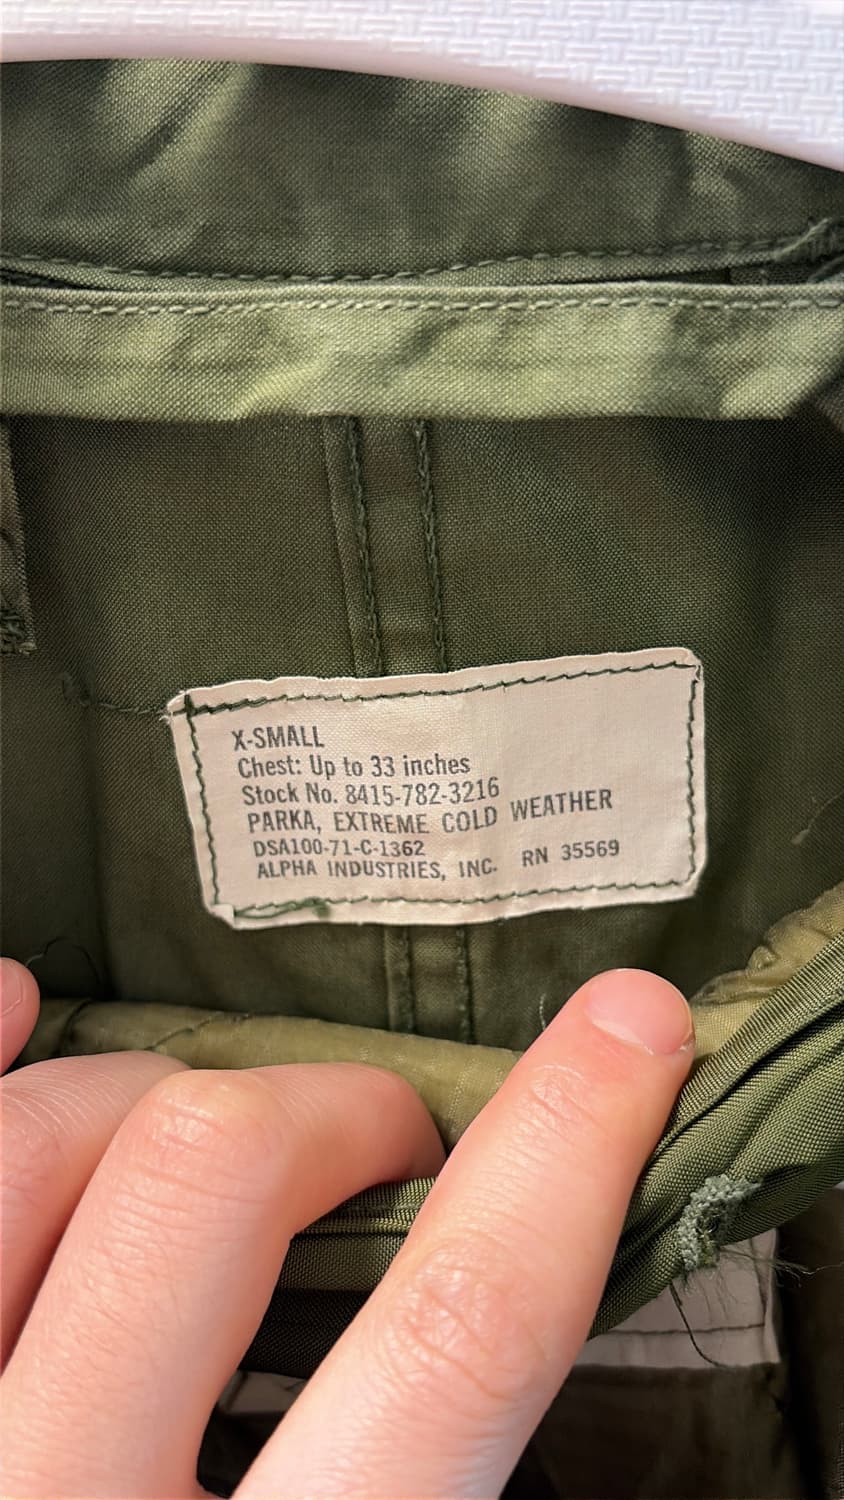 X-SMALL
Chest: Up to 33 inches
Stock No. 8415-782-3216
PARKA, EXTREME COLD WEATHER
DSA100-71-C-1362
ALPHA INDUSTRIES, INC. RN 35569